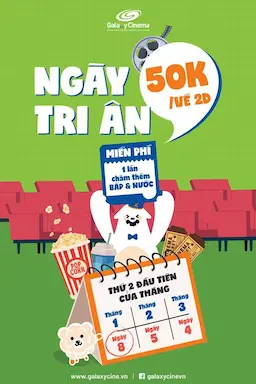 Galaxy Cinema
NGÀY
TRI ÂN
50K
/VÉ 2D
MIỄN PHÍ
1 lần
châm thêm
BẮP & NƯỚC
POP
CORN
THỨ 2 ĐẦU TIÊN
CỦA THÁNG
Tháng
1
Tháng
2
Tháng
3
Ngày
8
Ngày
5
Ngày
4
www.galaxycine.vn | galaxycinevn